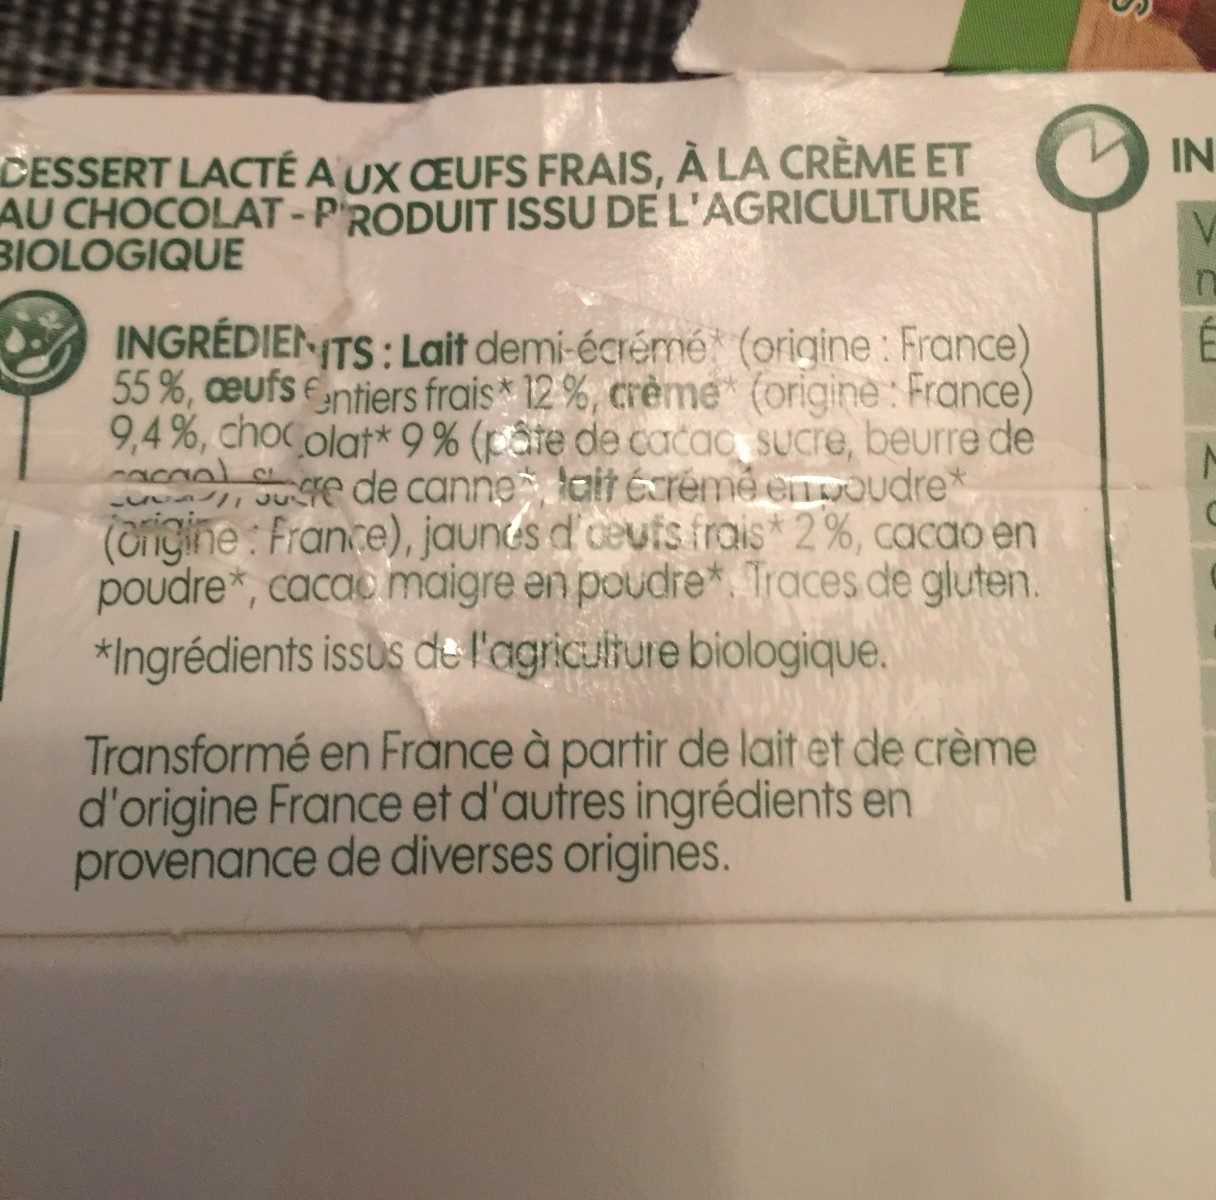 DESSERT LACTÉ AUX ŒUFS FRAIS, À LA CRÈME ET
AU CHOCOLAT - PRODUIT ISSU DE L'AGRICULTURE
BIOLOGIQUE
INGRÉDIENTS : Lait demi-écrémé* (origine : France)
55 %, œufs entiers frais* 12 %, crème* (origine : France)
9,4 %, chocolat* 9 % (pâte de cacao, sucre, beurre de
cacao), sucre de canne*, lait écrémé en poudre*
(origine : France), jaunes d'œufs frais* 2 %, cacao en
poudre*, cacao maigre en poudre*. Traces de gluten.
*Ingrédients issus de l'agriculture biologique.
Transformé en France à partir de lait et de crème
d'origine France et d'autres ingrédients en
provenance de diverses origines.
IN